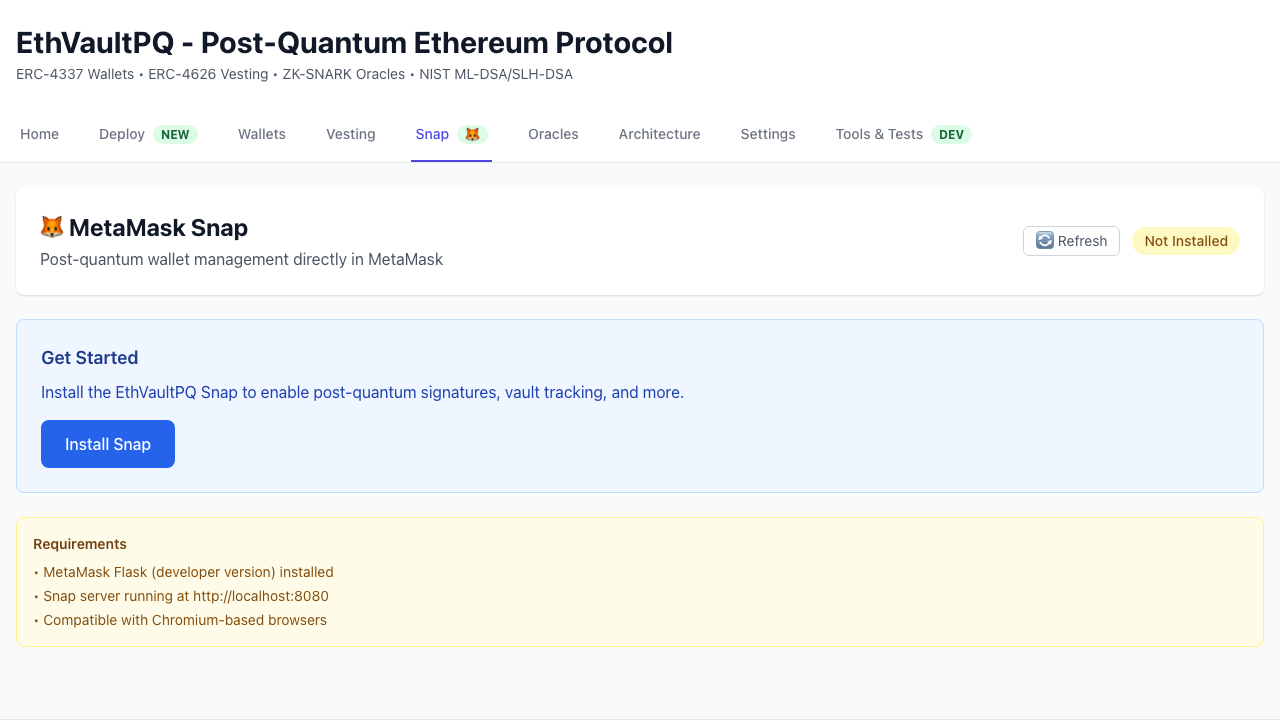 EthVaultPQ - Post-Quantum Ethereum Protocol
ERC-4337 Wallets • ERC-4626 Vesting • ZK-SNARK Oracles • NIST ML-DSA/SLH-DSA
Home Deploy NEW Wallets Vesting Snap 🦊 Oracles Architecture Settings Tools & Tests DEV
🦊 MetaMask Snap
Post-quantum wallet management directly in MetaMask
🔄 Refresh Not Installed
Get Started
Install the EthVaultPQ Snap to enable post-quantum signatures, vault tracking, and more.
Install Snap
Requirements
• MetaMask Flask (developer version) installed
• Snap server running at http://localhost:8080
• Compatible with Chromium-based browsers